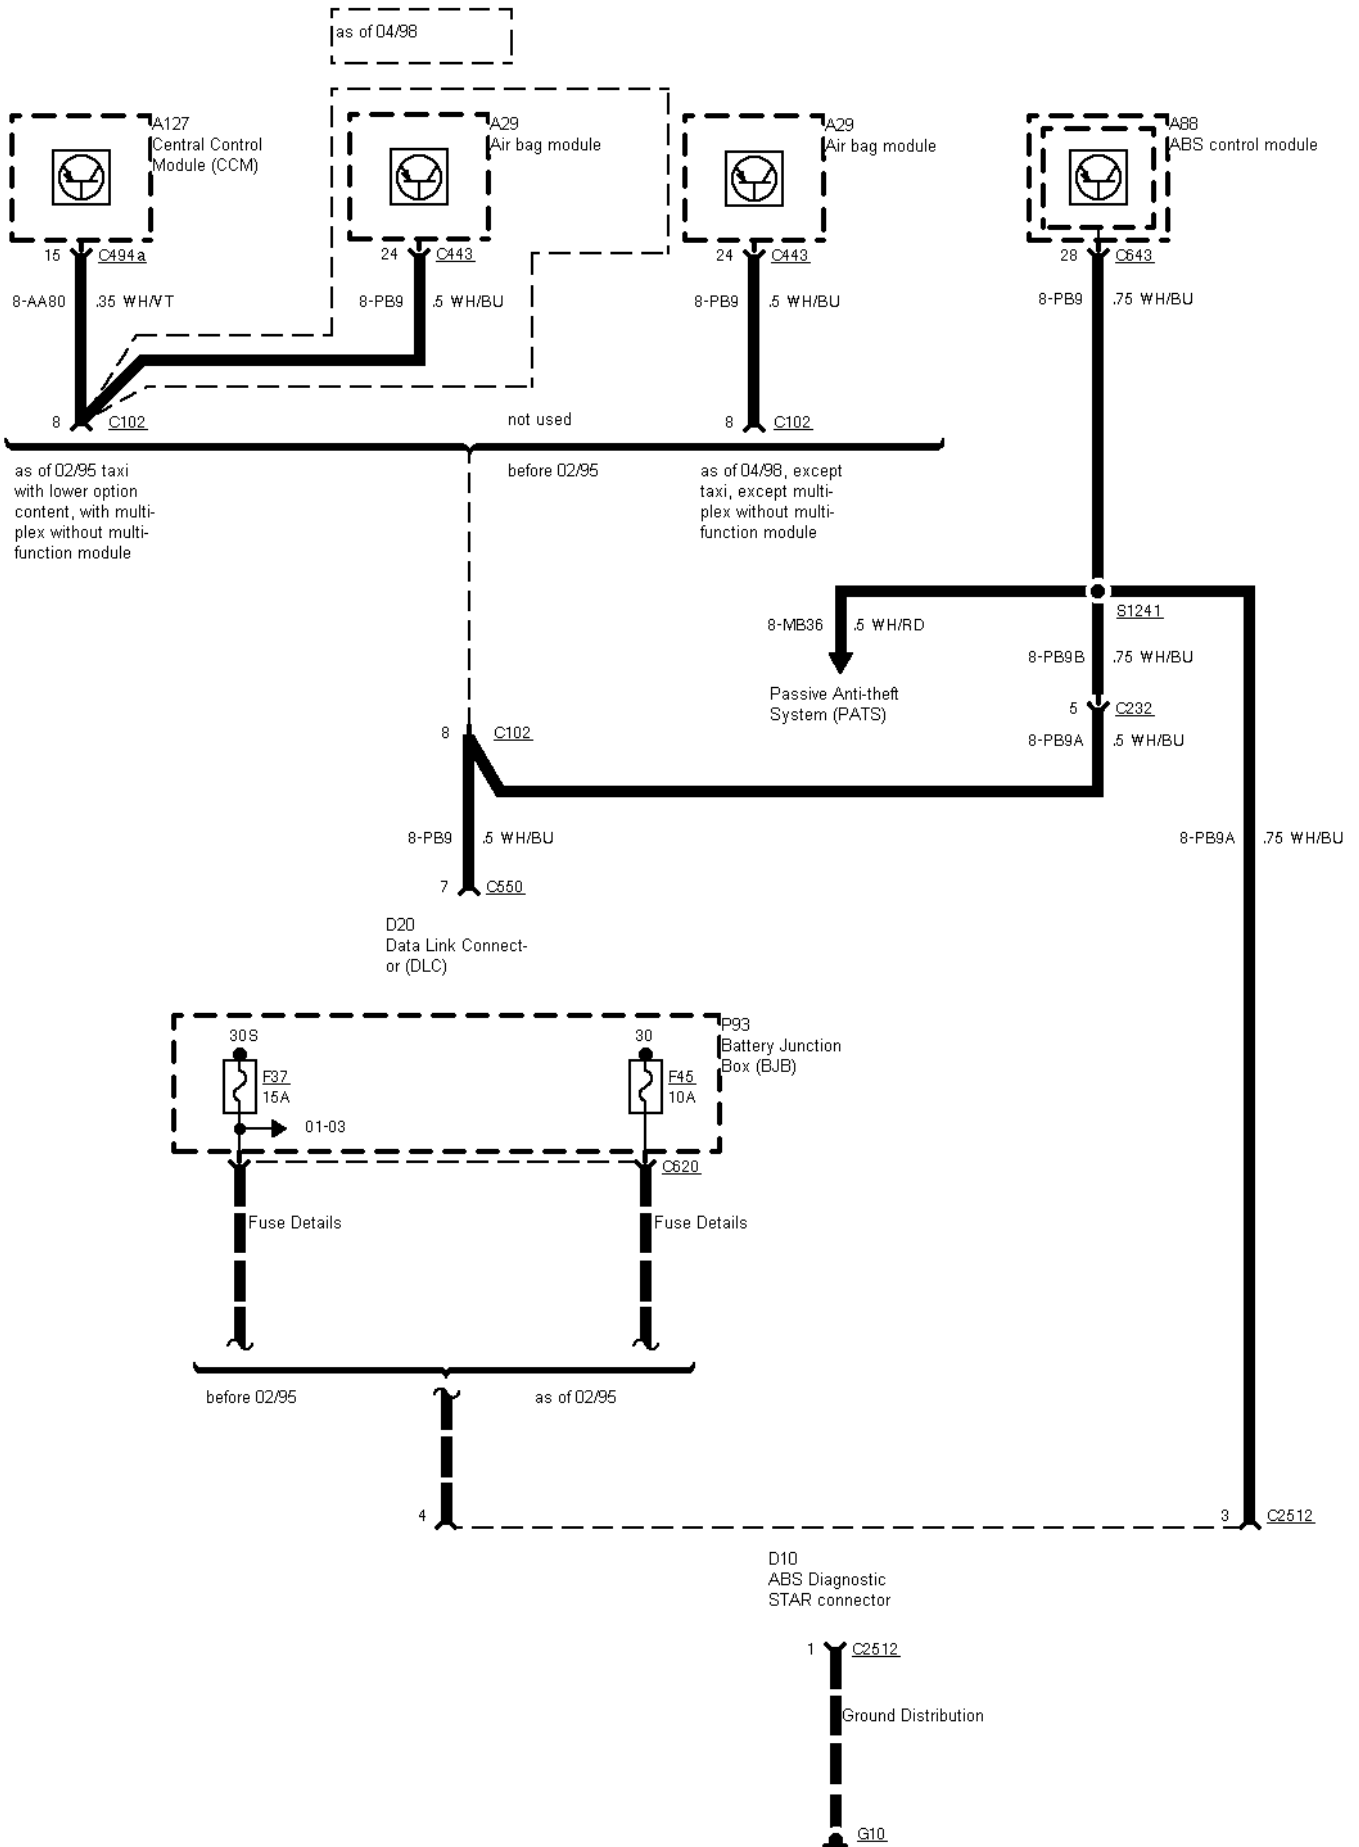 as of 04/98
A127
Central Control
Module (CCM)
A29
Air bag module
A29
Air bag module
A88
ABS control module
15
C494a
24
C443
24
C443
28
C643
8-AA80
.35 WH/VT
8-PB9
.5 WH/BU
8-PB9
.5 WH/BU
8-PB9
.75 WH/BU
8
C102
not used
8
C102
as of 02/95 taxi
with lower option
content, with multi-
plex without multi-
function module
before 02/95
as of 04/98, except
taxi, except multi-
plex without multi-
function module
S1241
8-MB36
.5 WH/RD
8-PB9B
.75 WH/BU
Passive Anti-theft
System (PATS)
5
C232
8
C102
8-PB9A
.5 WH/BU
8-PB9
.5 WH/BU
8-PB9A
.75 WH/BU
7
C550
D20
Data Link Connect-
or (DLC)
P93
Battery Junction
Box (BJB)
30S
30
F37
15A
F45
10A
01-03
C620
Fuse Details
Fuse Details
before 02/95
as of 02/95
4
3
C2512
D10
ABS Diagnostic
STAR connector
1
C2512
Ground Distribution
G10